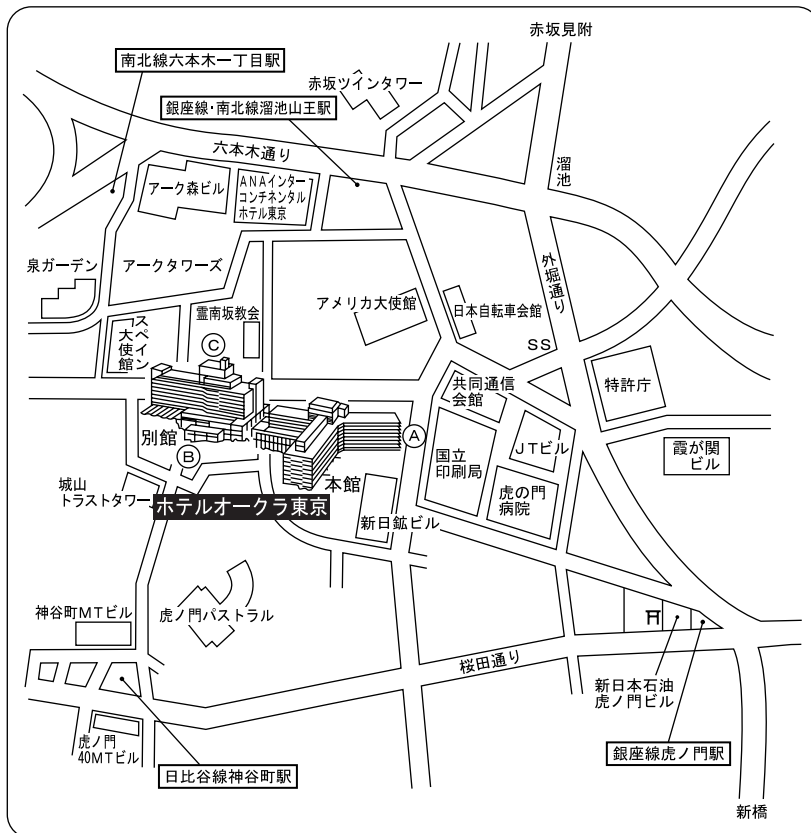 赤坂見附
南北線六本木一丁目駅
赤坂ツインタワー
銀座線・南北線溜池山王駅
六本木通り
溜池
アーク森ビル
ANAインター
コンチネンタル
ホテル東京
外堀通り
泉ガーデン
アークタワーズ
アメリカ大使館
日本自転車会館
霊南坂教会
スペイン
大使館
C
SS
共同通信
会館
特許庁
別館
A
国立
印刷局
JTビル
霞が関
ビル
B
本館
城山
トラストタワー
虎の門
病院
ホテルオークラ東京
新日鉱ビル
神谷町MTビル
虎ノ門パストラル
桜田通り
新日本石油
虎ノ門ビル
虎ノ門
40MTビル
日比谷線神谷町駅
銀座線虎ノ門駅
新橋